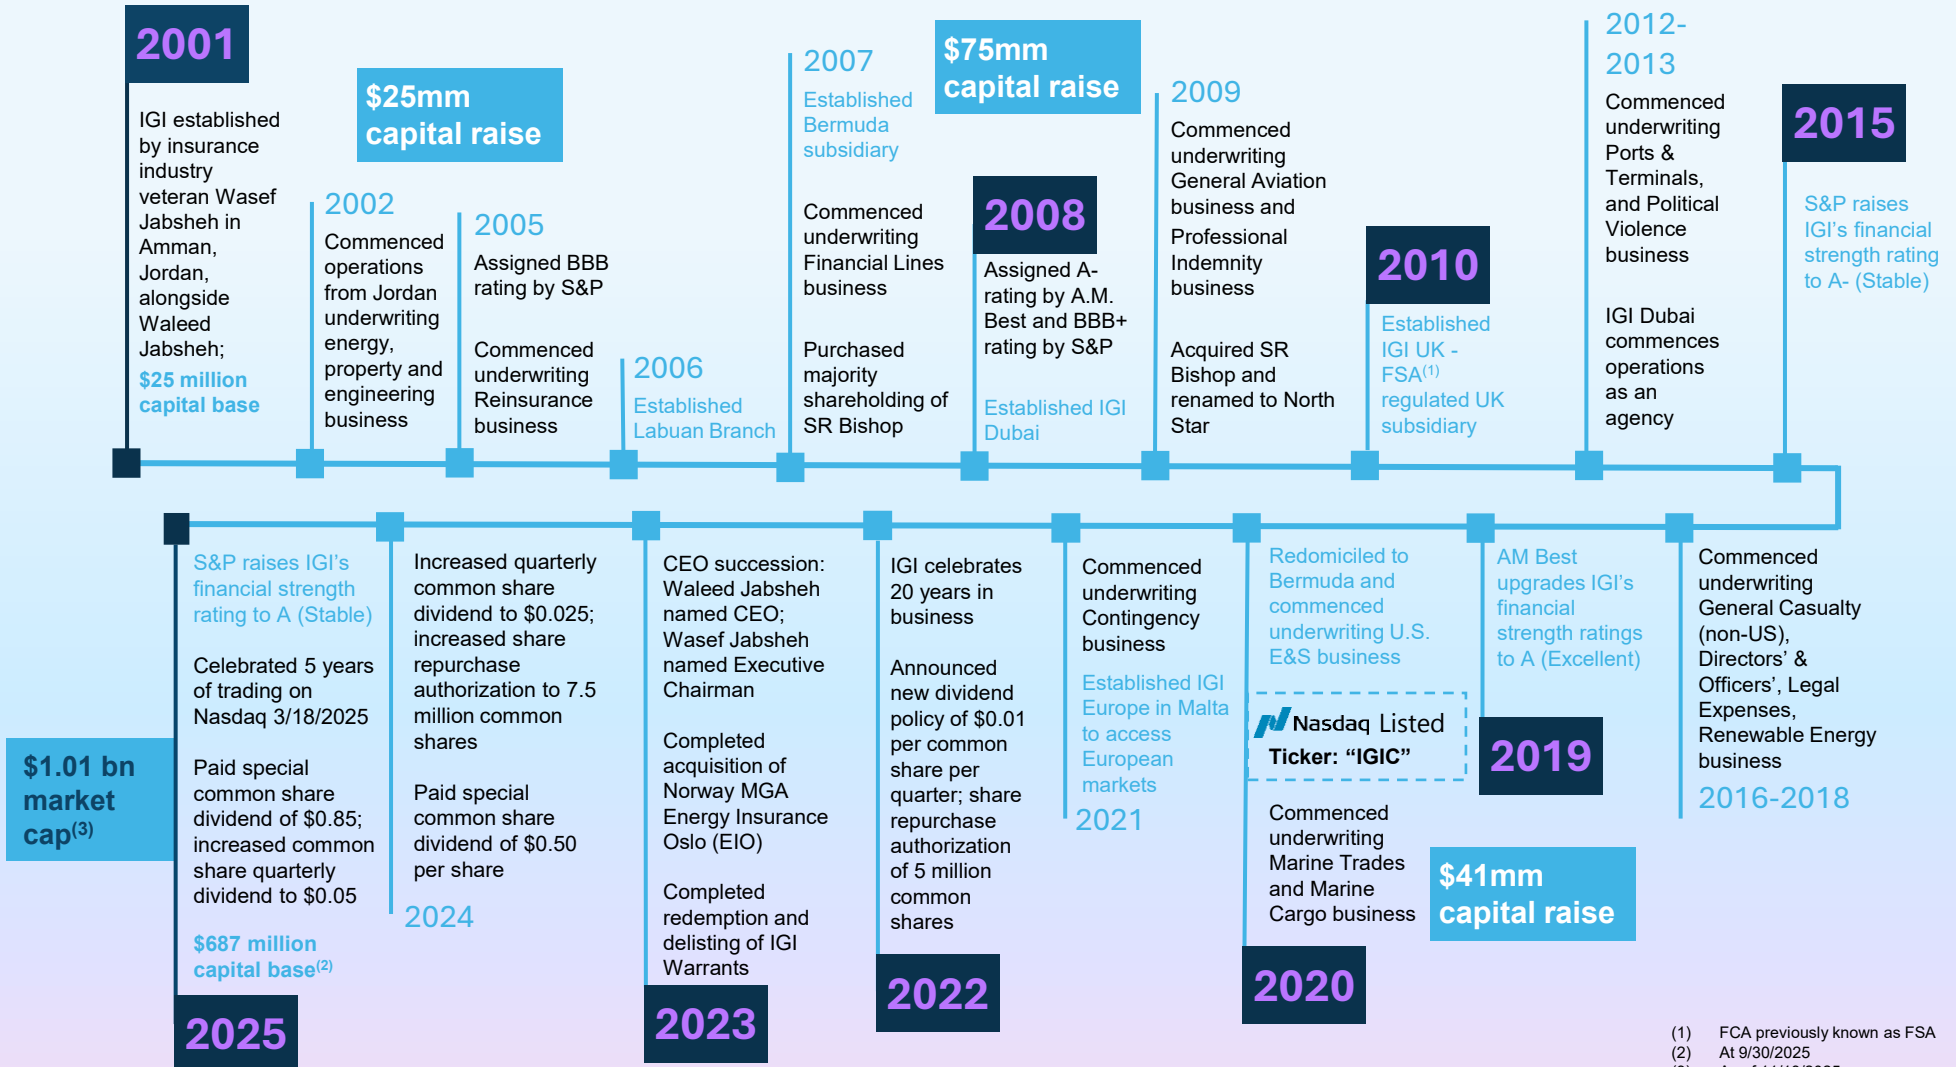 2001
IGI established
by insurance
industry
veteran Wasef
Jabsheh in
Amman,
Jordan,
alongside
Waleed
Jabsheh;
$25 million
capital base
$25mm
capital raise
2002
Commenced
operations
from Jordan
underwriting
energy,
property and
engineering
business
2005
Assigned BBB
rating by S&P
Commenced
underwriting
Reinsurance
business
2006
Established
Labuan Branch
2007
Established
Bermuda
subsidiary
Commenced
underwriting
Financial Lines
business
Purchased
majority
shareholding of
SR Bishop
$75mm
capital raise
2008
Assigned A-
rating by A.M.
Best and BBB+
rating by S&P
Established IGI
Dubai
2009
Commenced
underwriting
General Aviation
business and
Professional
Indemnity
business
Acquired SR
Bishop and
renamed to North
Star
2010
Established
IGI UK -
FSA(1)
regulated UK
subsidiary
2012-
2013
Commenced
underwriting
Ports &
Terminals,
and Political
Violence
business
IGI Dubai
commences
operations
as an
agency
2015
S&P raises
IGI's financial
strength rating
to A- (Stable)
$1.01 bn
market
cap(3)
S&P raises IGI's
financial strength
rating to A (Stable)
Celebrated 5 years
of trading on
Nasdaq 3/18/2025
Paid special
common share
dividend of $0.85;
increased common
share quarterly
dividend to $0.05
$687 million
capital base(2)
2025
Increased quarterly
common share
dividend to $0.025;
increased share
repurchase
authorization to 7.5
million common
shares
Paid special
common share
dividend of $0.50
per share
2024
CEO succession:
Waleed Jabsheh
named CEO;
Wasef Jabsheh
named Executive
Chairman
Completed
acquisition of
Norway MGA
Energy Insurance
Oslo (EIO)
Completed
redemption and
delisting of IGI
Warrants
2023
IGI celebrates
20 years in
business
Announced
new dividend
policy of $0.01
per common
share per
quarter; share
repurchase
authorization
of 5 million
common
shares
2022
Commenced
underwriting
Contingency
business
Established IGI
Europe in Malta
to access
European
markets
2021
Redomiciled to
Bermuda and
commenced
underwriting U.S.
E&S business
Nasdaq Listed
Ticker: “IGIC”
Commenced
underwriting
Marine Trades
and Marine
Cargo business
2020
$41mm
capital raise
AM Best
upgrades IGI's
financial
strength ratings
to A (Excellent)
2019
Commenced
underwriting
General Casualty
(non-US),
Directors' &
Officers', Legal
Expenses,
Renewable Energy
business
2016-2018
(1) FCA previously known as FSA
(2) At 9/30/2025